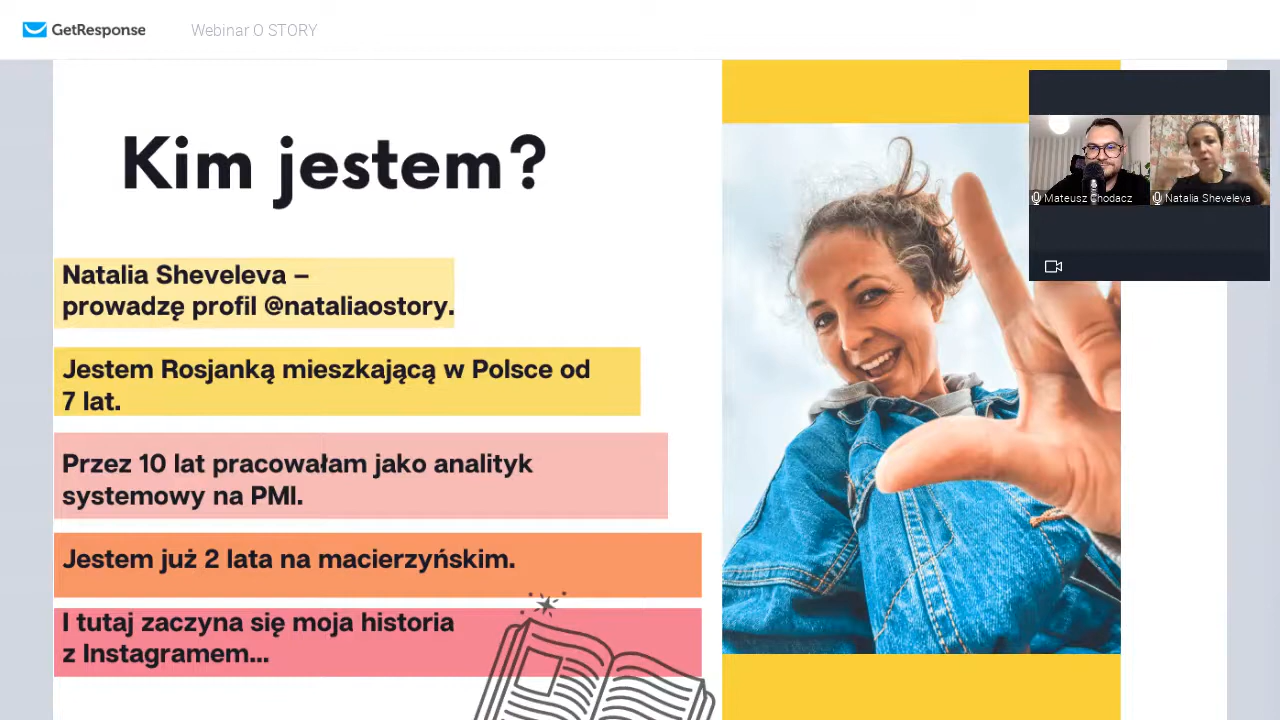 GetResponse
Webinar O STORY
Kim jestem?
Natalia Sheveleva –
prowadzę profil @nataliaostory.
Jestem Rosjanką mieszkającą w Polsce od
7 lat.
Przez 10 lat pracowałam jako analityk
systemowy na PMI.
Jestem już 2 lata na macierzyńskim.
I tutaj zaczyna się moja historia
z Instagramem...
Mateusz Chodacz
Natalia Sheveleva